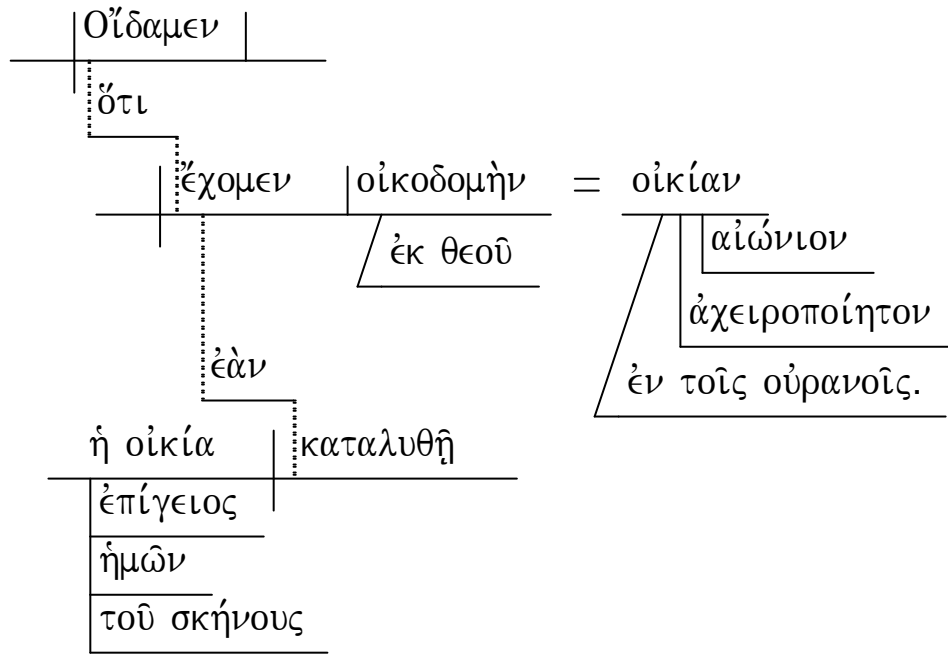 Οἴδαμεν
ὅτι
ἔχομεν οἰκοδομὴν = οἰκίαν
ἐκ θεοῦ αἰώνιον
ἀχειροποίητον
ἐὰν ἐν τοῖς οὐρανοῖς.
ἡ οἰκία καταλυθῇ
ἐπίγειος
ἡμῶν
τοῦ σκήνους